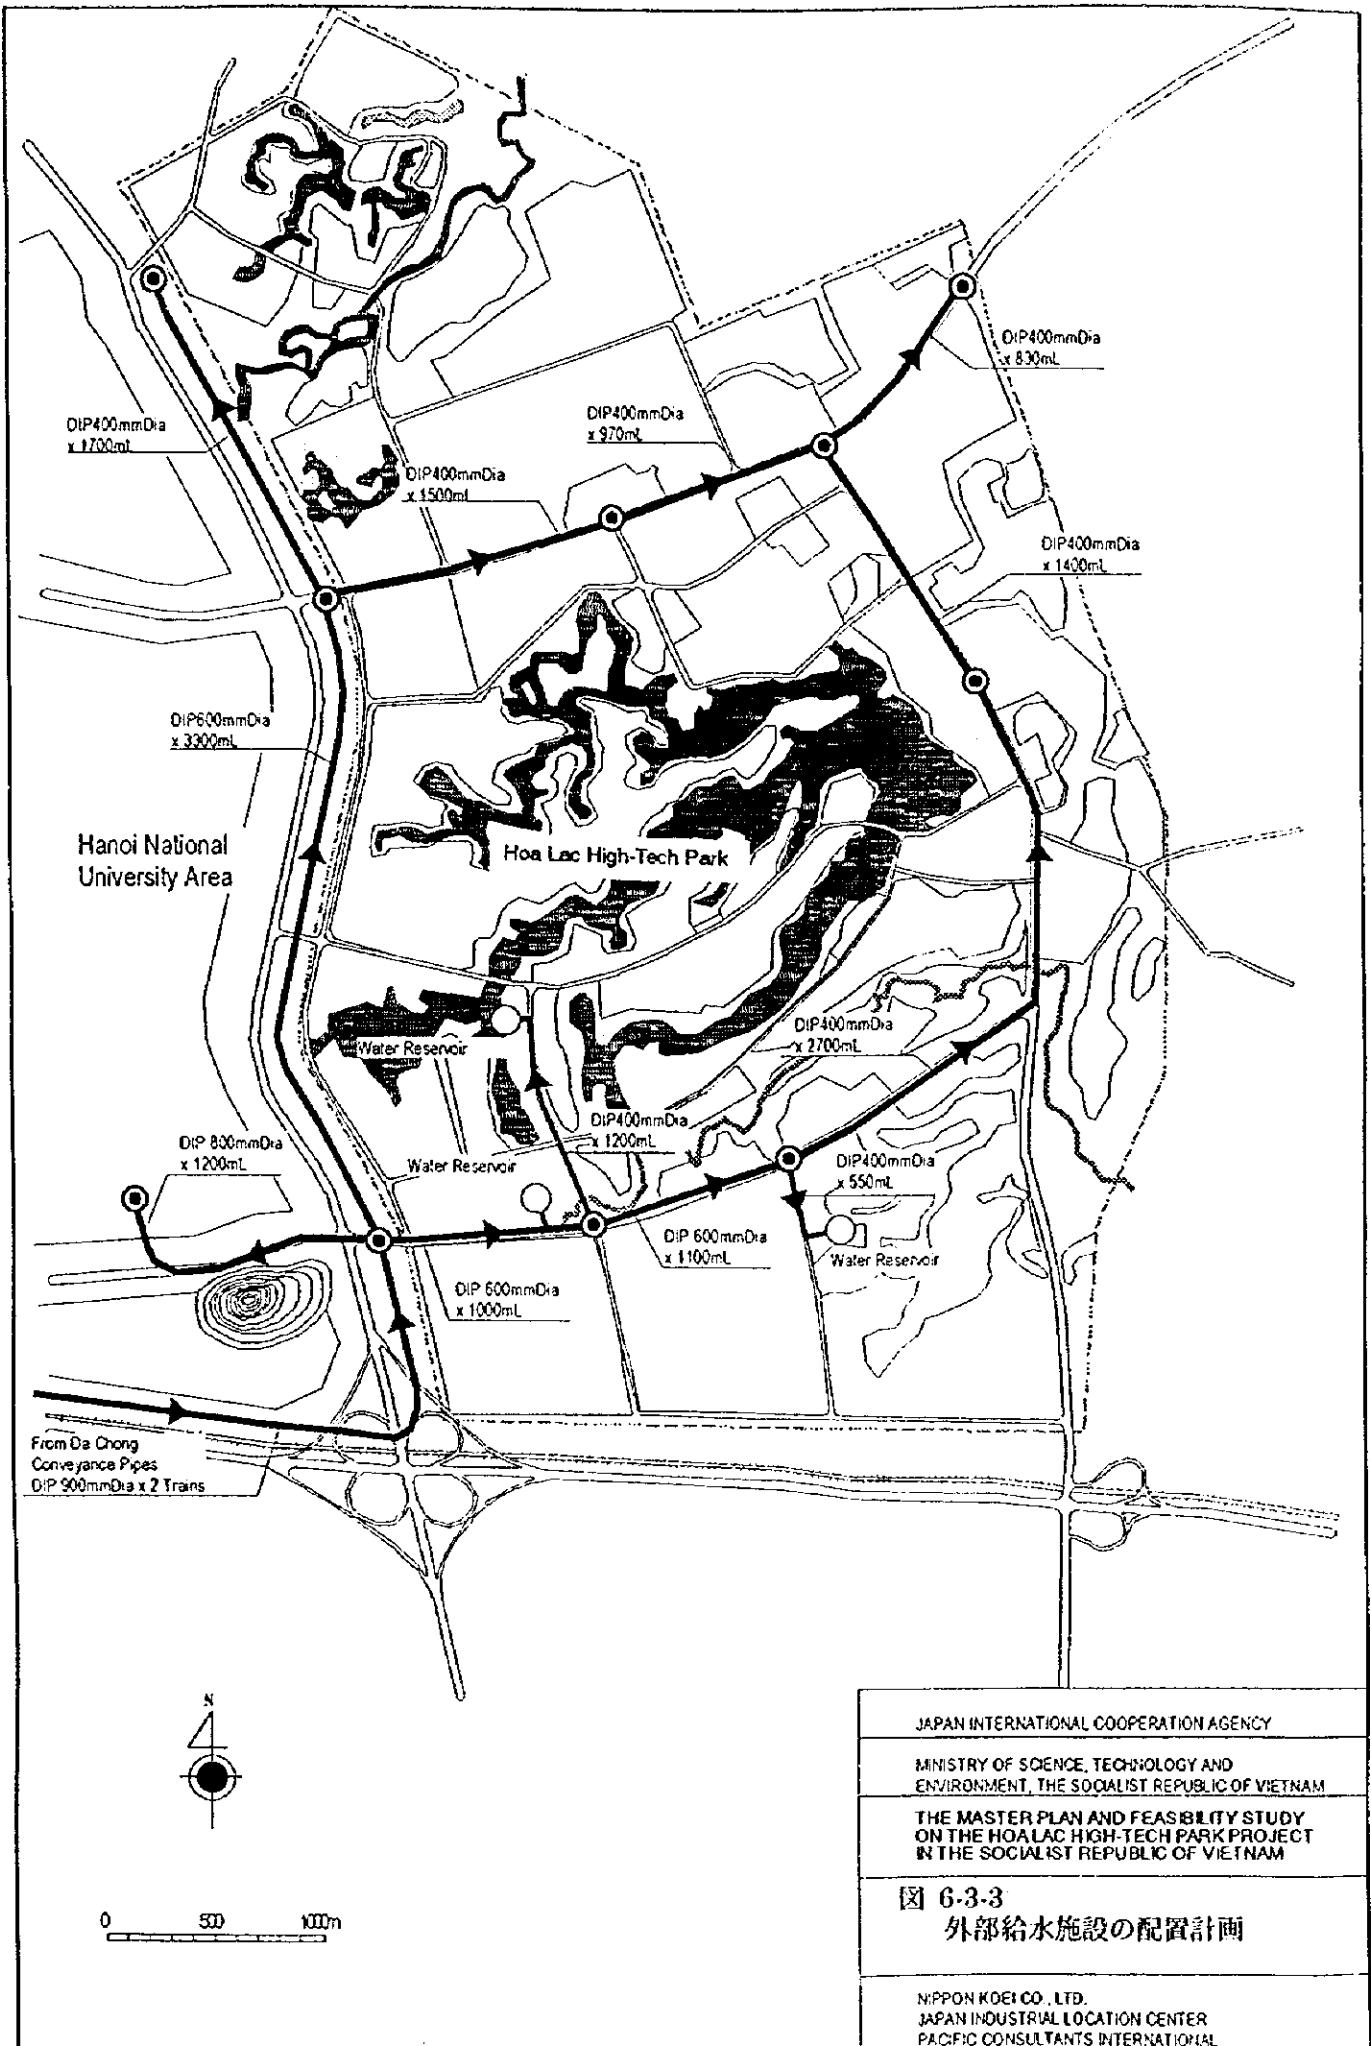 DIP400mmDia
x 830mL
DIP400mmDia
x 1700mL
DIP400mmDia
x 970mL
DIP400mmDia
x 1500mL
DIP400mmDia
x 1400mL
DIP600mmDia
x 3300mL
Hanoi National
University Area
Hoa Lac High-Tech Park
Water Reservoir
DIP400mmDia
x 2700mL
DIP400mmDia
x 1200mL
DIP 800mmDia
x 1200mL
Water Reservoir
DIP400mmDia
x 550mL
DIP 600mmDia
x 1100mL
Water Reservoir
DIP 600mmDia
x 1000mL
From Da Chong
Conveyance Pipes
DIP 900mmDia x 2 Trains
N
0 500 1000m
JAPAN INTERNATIONAL COOPERATION AGENCY
MINISTRY OF SCIENCE, TECHNOLOGY AND
ENVIRONMENT, THE SOCIALIST REPUBLIC OF VIETNAM
THE MASTER PLAN AND FEASIBILITY STUDY
ON THE HOA LAC HIGH-TECH PARK PROJECT
IN THE SOCIALIST REPUBLIC OF VIETNAM
図 6-3-3
外部給水施設の配置計画
NIPPON KOEI CO., LTD.
JAPAN INDUSTRIAL LOCATION CENTER
PACIFIC CONSULTANTS INTERNATIONAL